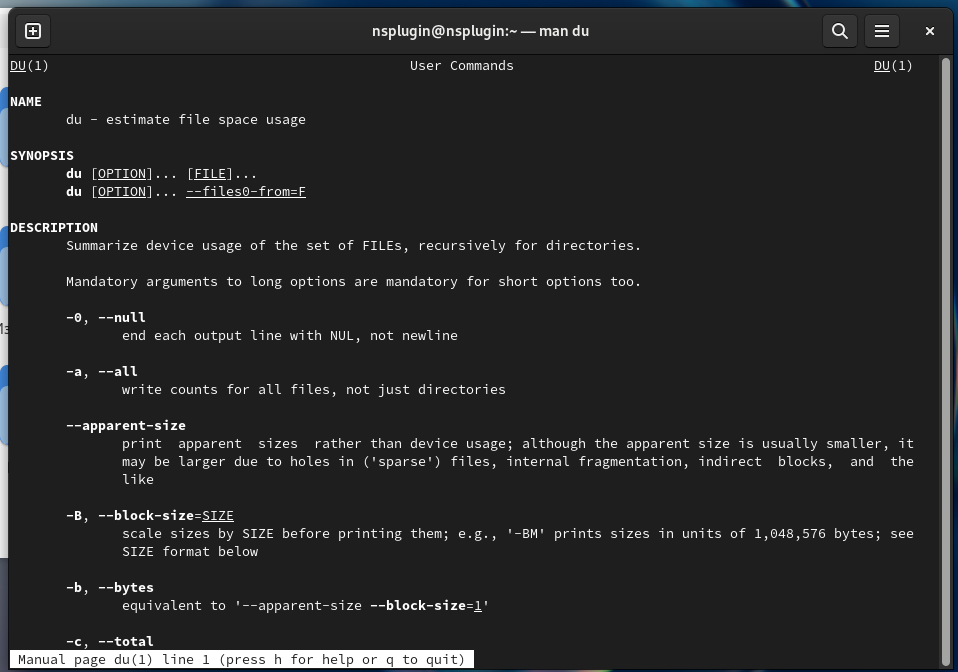 nsplugin@nsplugin:~ — man du
DU(1) User Commands DU(1)
NAME
du - estimate file space usage
SYNOPSIS
du [OPTION]... [FILE]...
du [OPTION]... --files0-from=F
DESCRIPTION
Summarize device usage of the set of FILEs, recursively for directories.
Mandatory arguments to long options are mandatory for short options too.
-0, --null
end each output line with NUL, not newline
-a, --all
write counts for all files, not just directories
--apparent-size
print apparent sizes rather than device usage; although the apparent size is usually smaller, it
may be larger due to holes in ('sparse') files, internal fragmentation, indirect blocks, and the
like
-B, --block-size=SIZE
scale sizes by SIZE before printing them; e.g., '-BM' prints sizes in units of 1,048,576 bytes; see
SIZE format below
-b, --bytes
equivalent to '--apparent-size --block-size=1'
-c, --total
Manual page du(1) line 1 (press h for help or q to quit)